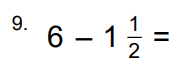 9. 6 – 1 1/2 =